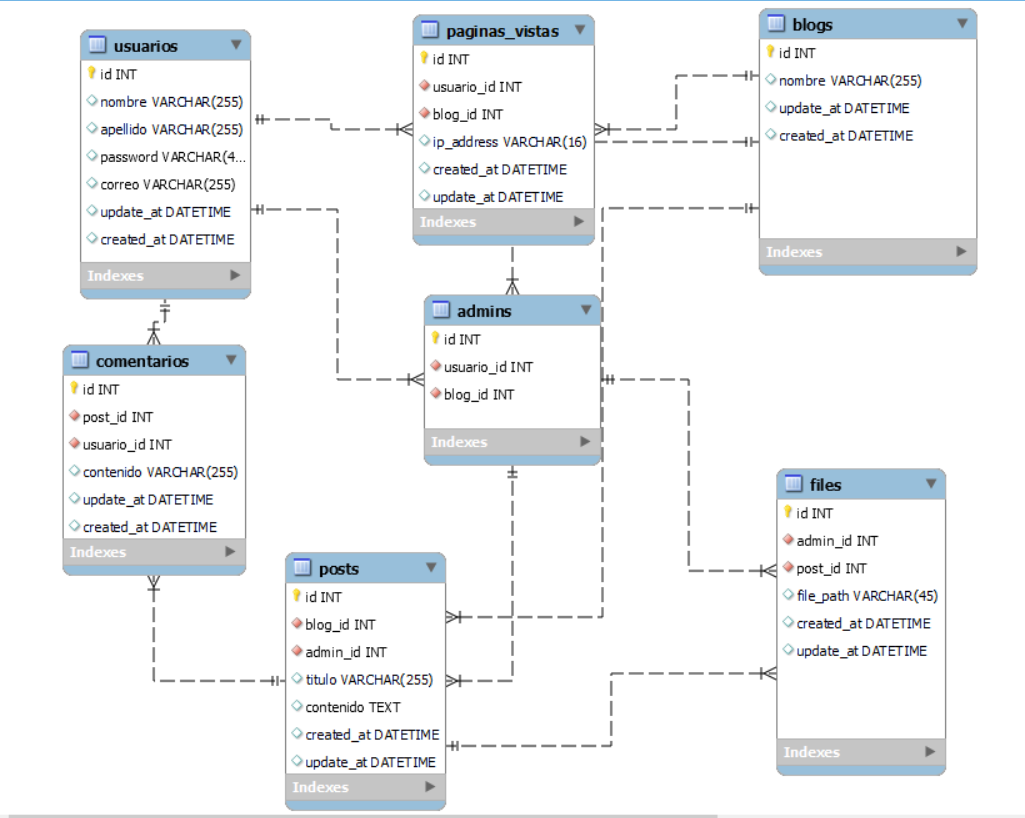 usuarios
id INT
nombre VARCHAR(255)
apellido VARCHAR(255)
password VARCHAR(4...
correo VARCHAR(255)
update_at DATETIME
created_at DATETIME
Indexes
paginas_vistas
id INT
usuario_id INT
blog_id INT
ip_address VARCHAR(16)
created_at DATETIME
update_at DATETIME
Indexes
blogs
id INT
nombre VARCHAR(255)
update_at DATETIME
created_at DATETIME
Indexes
admins
id INT
usuario_id INT
blog_id INT
Indexes
comentarios
id INT
post_id INT
usuario_id INT
contenido VARCHAR(255)
update_at DATETIME
created_at DATETIME
Indexes
files
id INT
admin_id INT
post_id INT
file_path VARCHAR(45)
created_at DATETIME
update_at DATETIME
Indexes
posts
id INT
blog_id INT
admin_id INT
titulo VARCHAR(255)
contenido TEXT
created_at DATETIME
update_at DATETIME
Indexes